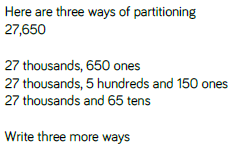 Here are three ways of partitioning
27,650
27 thousands, 650 ones
27 thousands, 5 hundreds and 150 ones
27 thousands and 65 tens
Write three more ways